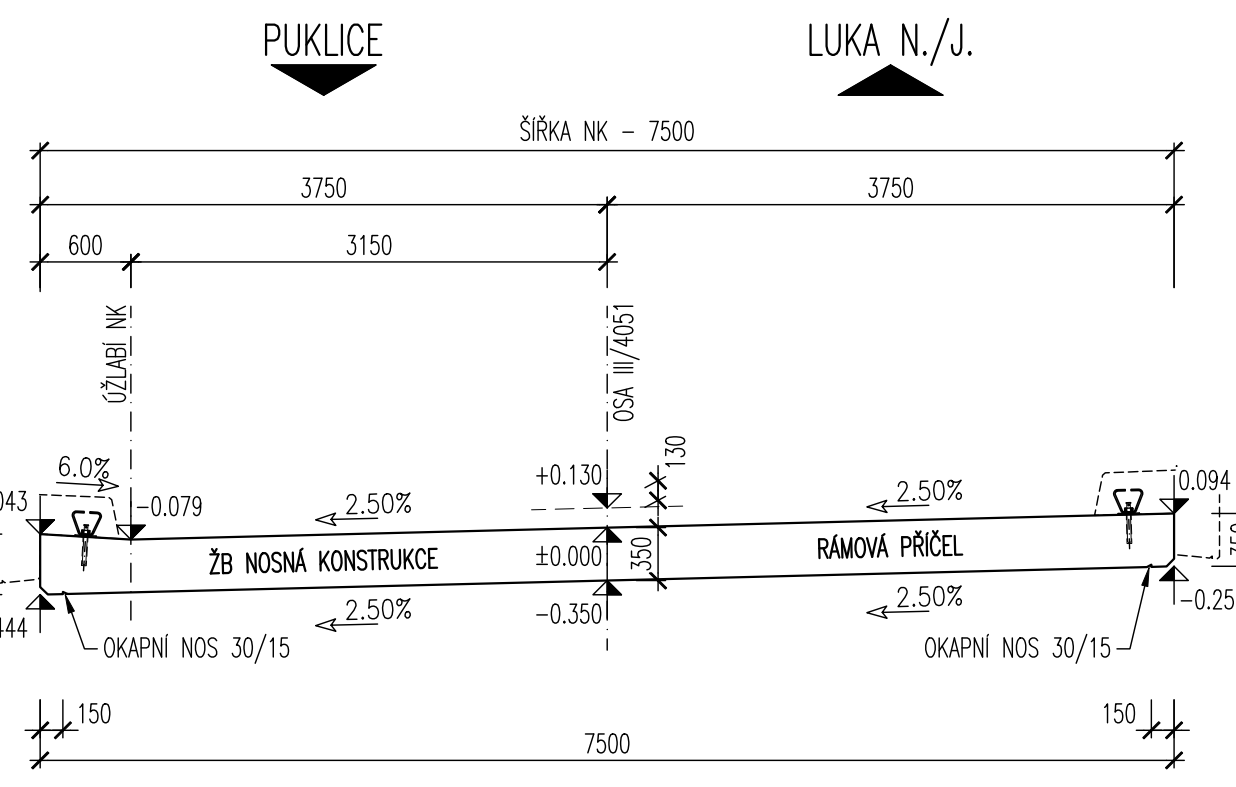 PUKLICE
LUKA N./J.
ŠÍŘKA NK – 7500
3750
3750
600
3150
ÚŽLABÍ NK
OSA III/4051
6.0%
043
-0.079
2.50%
+0.130
130
2.50%
0.094
ŽB NOSNÁ KONSTRUKCE
±0.000
350
RÁMOVÁ PŘÍČEL
444
2.50%
-0.350
2.50%
-0.25
OKAPNÍ NOS 30/15
OKAPNÍ NOS 30/15
150
150
7500